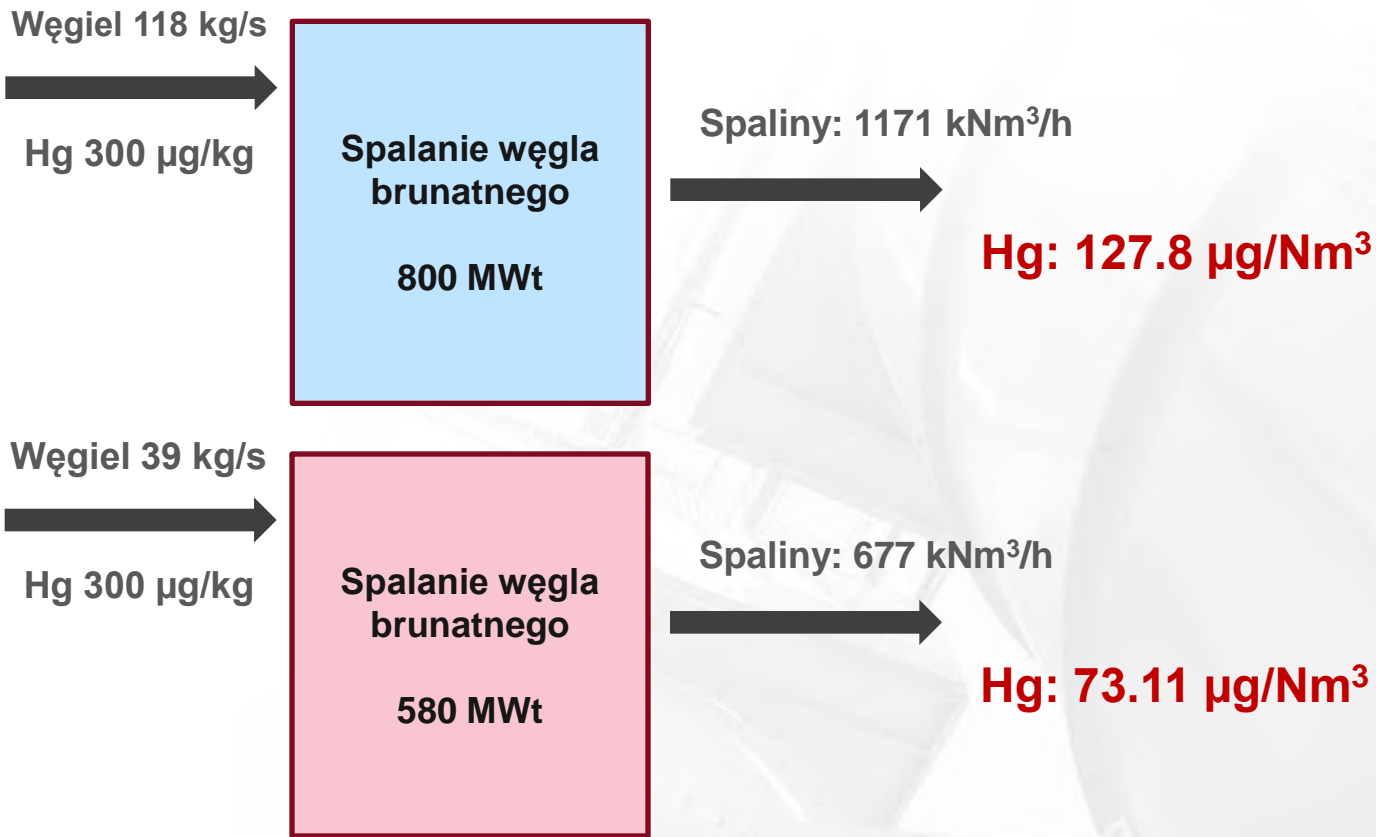 Węgiel 118 kg/s
Hg 300 µg/kg
Spalanie węgla
brunatnego
800 MWt
Spaliny: 1171 kNm³/h
Hg: 127.8 µg/Nm³
Węgiel 39 kg/s
Hg 300 µg/kg
Spalanie węgla
brunatnego
580 MWt
Spaliny: 677 kNm³/h
Hg: 73.11 µg/Nm³